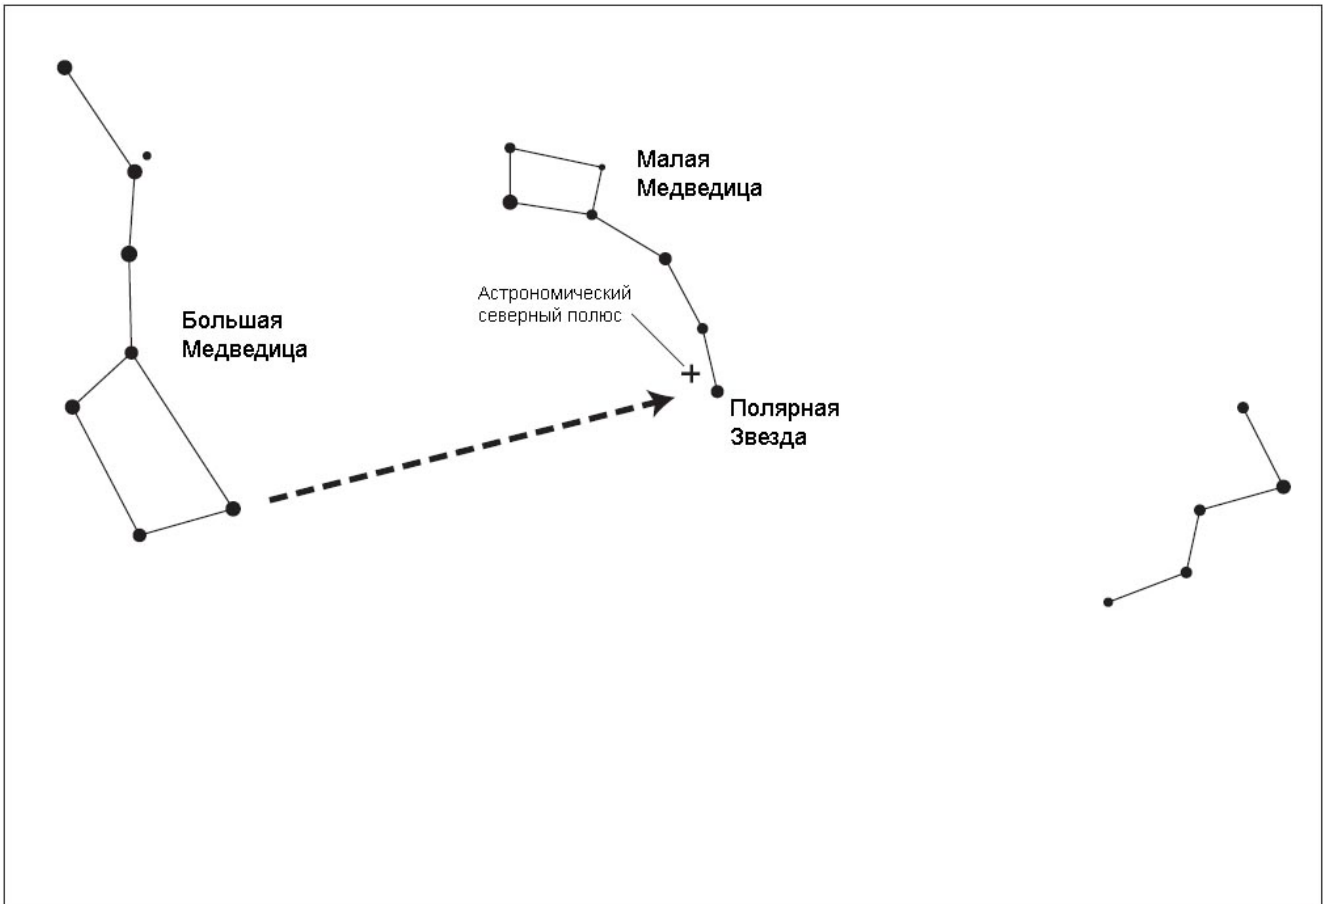 Малая
Медведица
Астрономический
северный полюс
Большая
Медведица
Полярная
Звезда